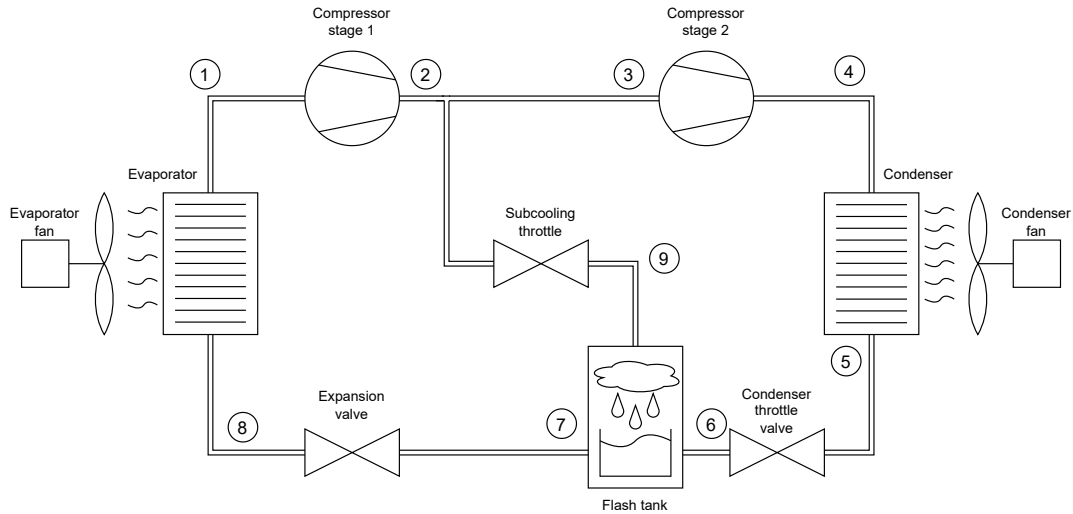 Compressor
stage 1
Compressor
stage 2
1
2
3
4
Evaporator
Condenser
Evaporator
fan
Subcooling
throttle
Condenser
fan
9
5
Expansion
valve
Condenser
throttle
valve
8
7
6
Flash tank